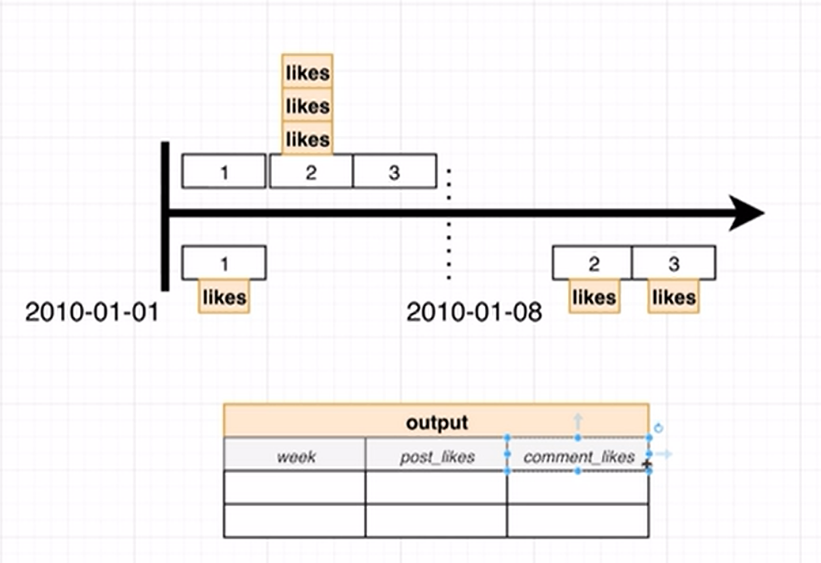 likes
likes
likes
1 2 3
1 2 3
likes likes likes
2010-01-01 2010-01-08
output
week post_likes comment_likes